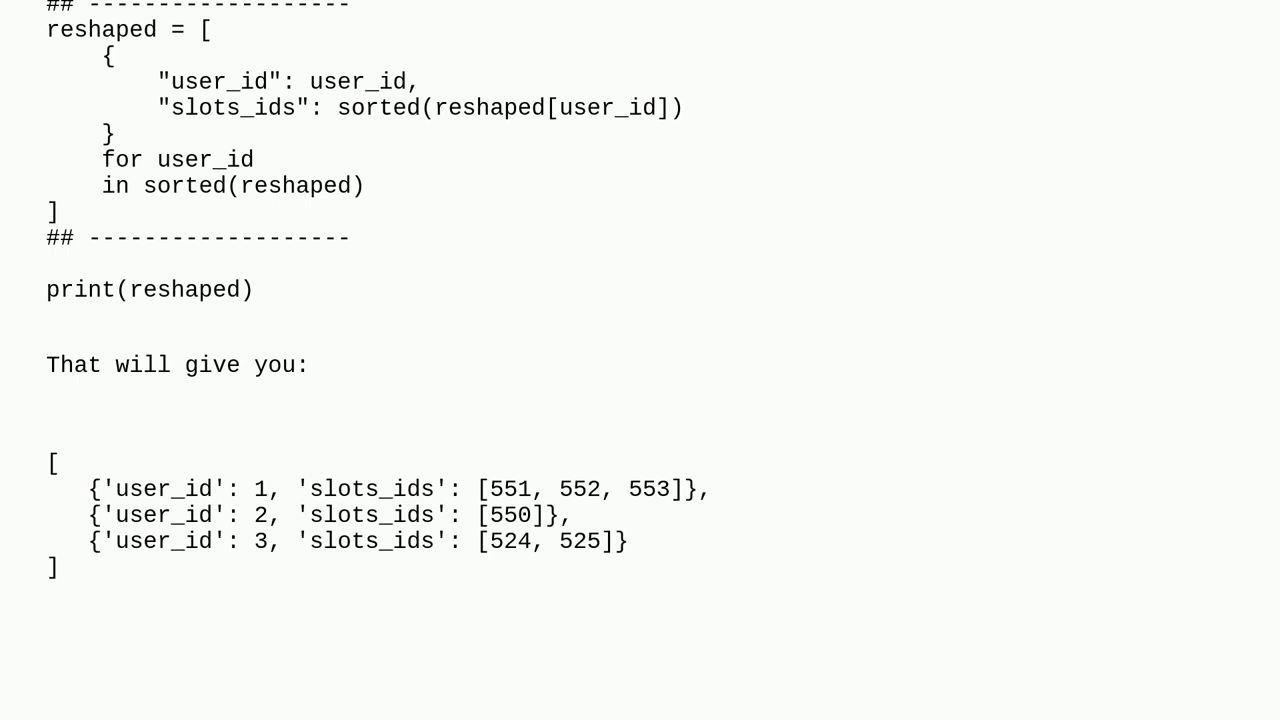 ## -------------------
reshaped = [
    {
        "user_id": user_id,
        "slots_ids": sorted(reshaped[user_id])
    }
    for user_id
    in sorted(reshaped)
]
## -------------------
print(reshaped)
That will give you:
[
   {'user_id': 1, 'slots_ids': [551, 552, 553]},
   {'user_id': 2, 'slots_ids': [550]},
   {'user_id': 3, 'slots_ids': [524, 525]}
]